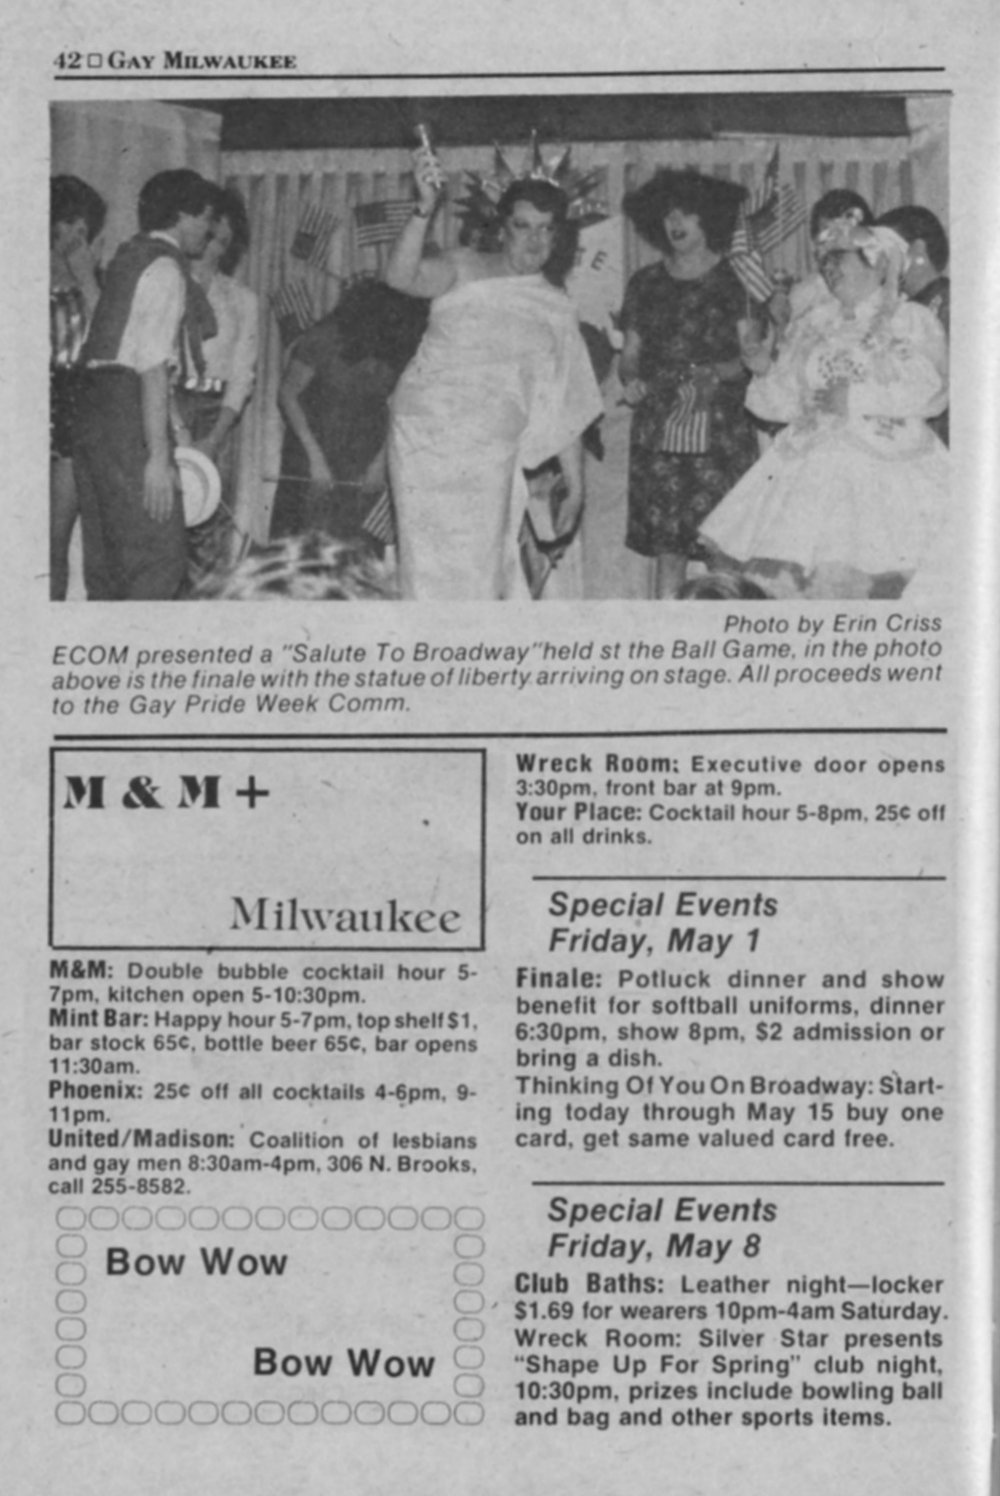 42 □ GAY MILWAUKEE
Photo by Erin Criss
ECOM presented a "Salute To Broadway"held st the Ball Game, in the photo
above is the finale with the statue of liberty arriving on stage. All proceeds went
to the Gay Pride Week Comm.
M & M +
Milwaukee
M&M: Double bubble cocktail hour 5-
7pm, kitchen open 5-10:30pm.
Mint Bar: Happy hour 5-7pm, top shelf $1,
bar stock 65¢, bottle beer 65¢, bar opens
11:30am.
Phoenix: 25¢ off all cocktails 4-6pm, 9-
11pm.
United/Madison: Coalition of lesbians
and gay men 8:30am-4pm, 306 N. Brooks,
call 255-8582.
Bow Wow
Bow Wow
Wreck Room: Executive door opens
3:30pm, front bar at 9pm.
Your Place: Cocktail hour 5-8pm, 25¢ off
on all drinks.
Special Events
Friday, May 1
Finale: Potluck dinner and show
benefit for softball uniforms, dinner
6:30pm, show 8pm, $2 admission or
bring a dish.
Thinking Of You On Broadway: Start-
ing today through May 15 buy one
card, get same valued card free.
Special Events
Friday, May 8
Club Baths: Leather night—locker
$1.69 for wearers 10pm-4am Saturday.
Wreck Room: Silver Star presents
"Shape Up For Spring" club night,
10:30pm, prizes include bowling ball
and bag and other sports items.